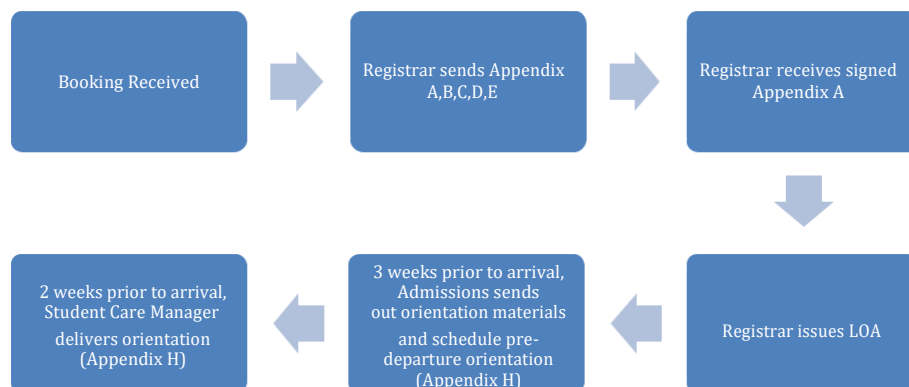 Booking Received
Registrar sends Appendix
A,B,C,D,E
Registrar receives signed
Appendix A
Registrar issues LOA
3 weeks prior to arrival,
Admissions sends
out orientation materials
and schedule pre-
departure orientation
(Appendix H)
2 weeks prior to arrival,
Student Care Manager
delivers orientation
(Appendix H)